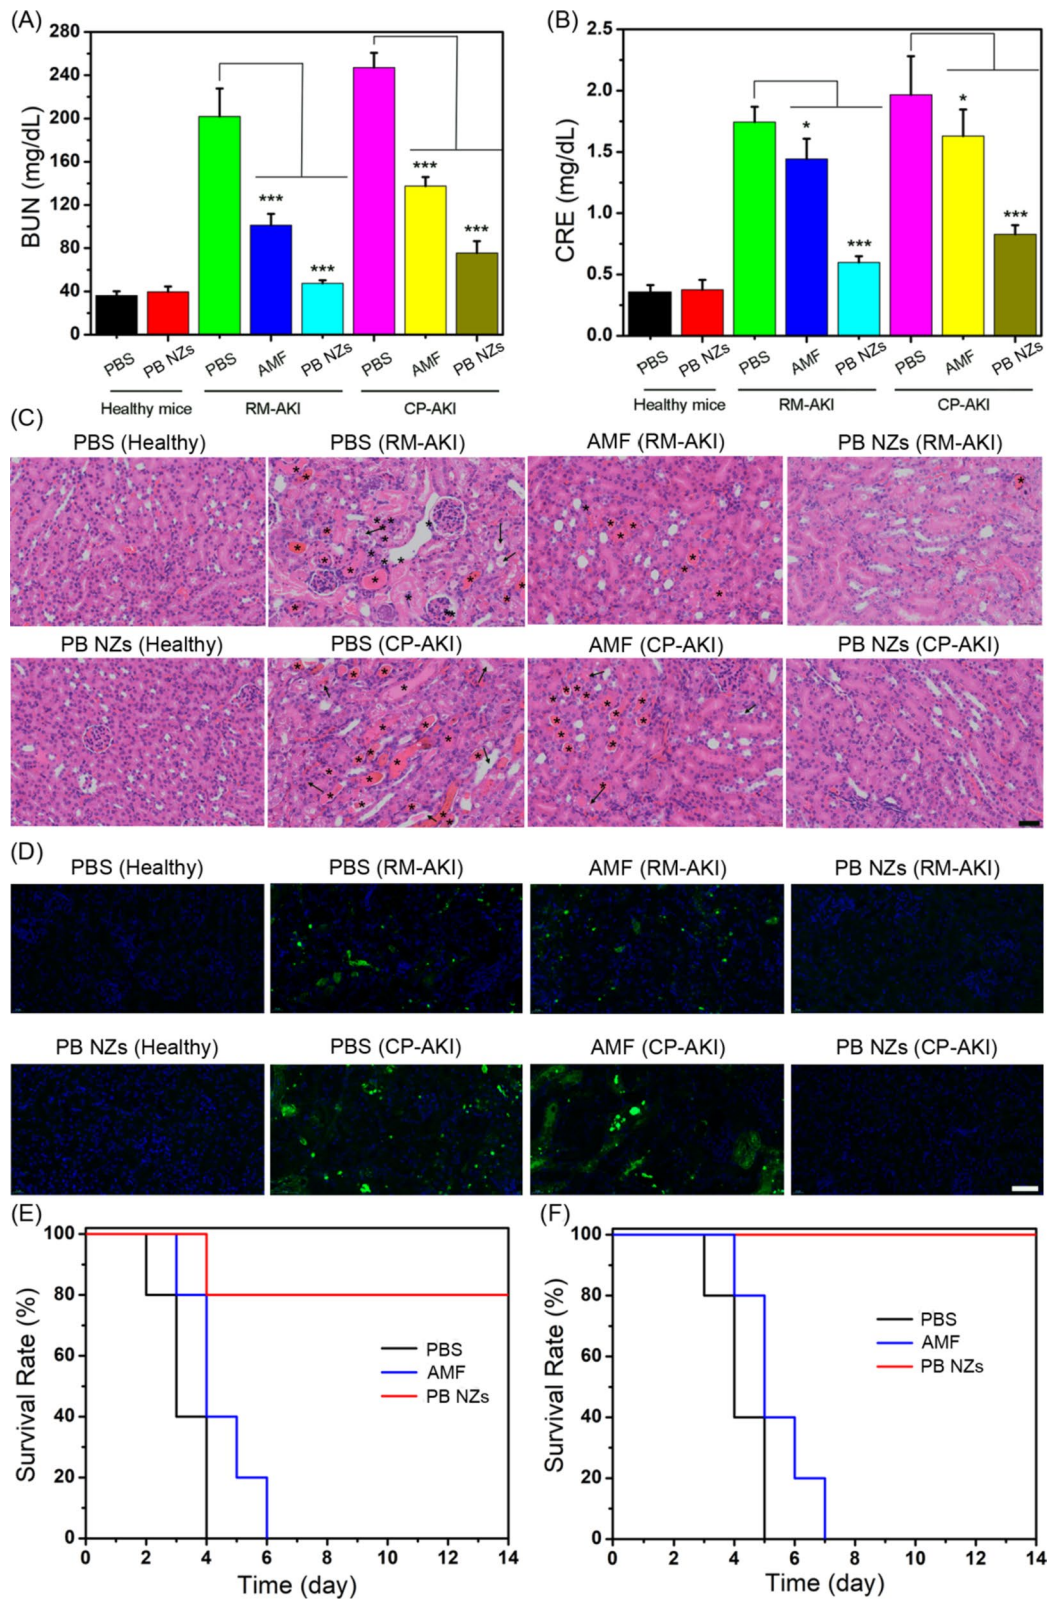 (A)
BUN (mg/dL)
280
240
200
160
120
80
40
0
***
***
***
***
PBS
PB NZs
PBS
AMF
PB NZs
PBS
AMF
PB NZs
Healthy mice
RM-AKI
CP-AKI
(B)
CRE (mg/dL)
2.5
2.0
1.5
1.0
0.5
0.0
*
***
*
***
PBS
PB NZs
PBS
AMF
PB NZs
PBS
AMF
PB NZs
Healthy mice
RM-AKI
CP-AKI
(C)
PBS (Healthy)
PBS (RM-AKI)
AMF (RM-AKI)
PB NZs (RM-AKI)
PB NZs (Healthy)
PBS (CP-AKI)
AMF (CP-AKI)
PB NZs (CP-AKI)
(D)
PBS (Healthy)
PBS (RM-AKI)
AMF (RM-AKI)
PB NZs (RM-AKI)
PB NZs (Healthy)
PBS (CP-AKI)
AMF (CP-AKI)
PB NZs (CP-AKI)
(E)
Survival Rate (%)
100
80
60
40
20
0
PBS
AMF
PB NZs
0 2 4 6 8 10 12 14
Time (day)
(F)
Survival Rate (%)
100
80
60
40
20
0
PBS
AMF
PB NZs
0 2 4 6 8 10 12 14
Time (day)